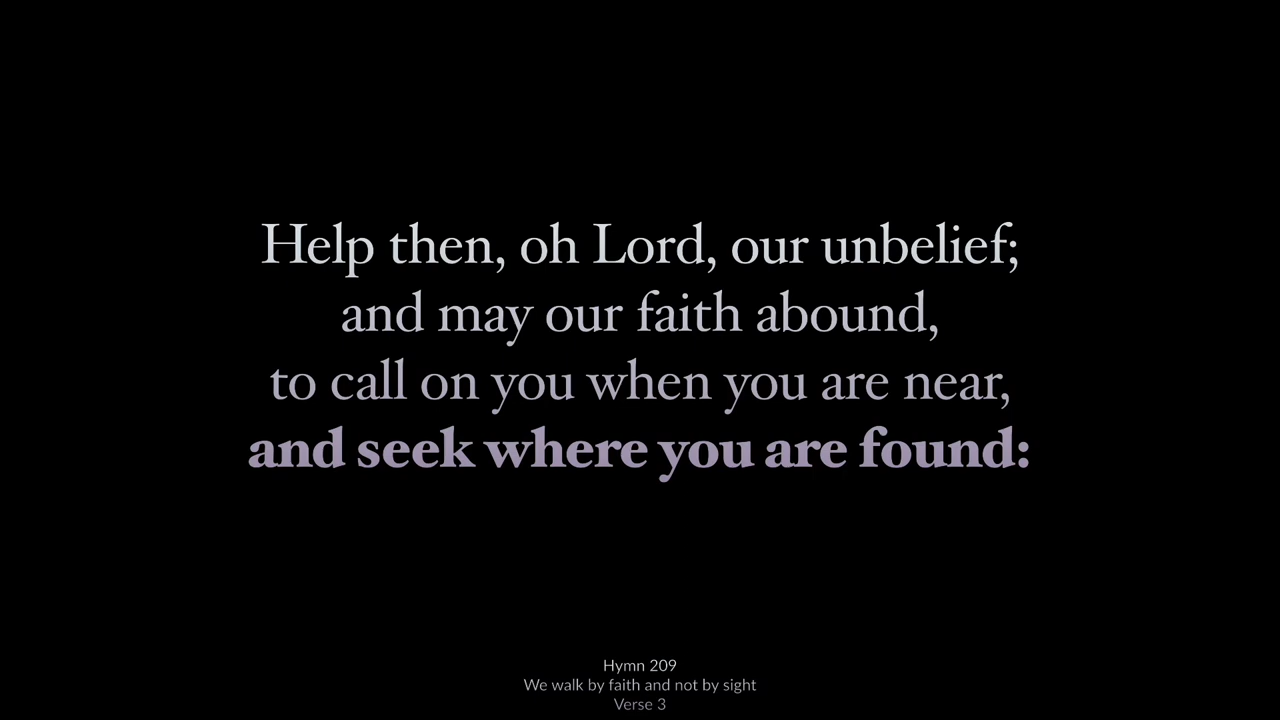 Help then, oh Lord, our unbelief;
and may our faith abound,
to call on you when you are near,
and seek where you are found:
Hymn 209
We walk by faith and not by sight
Verse 3